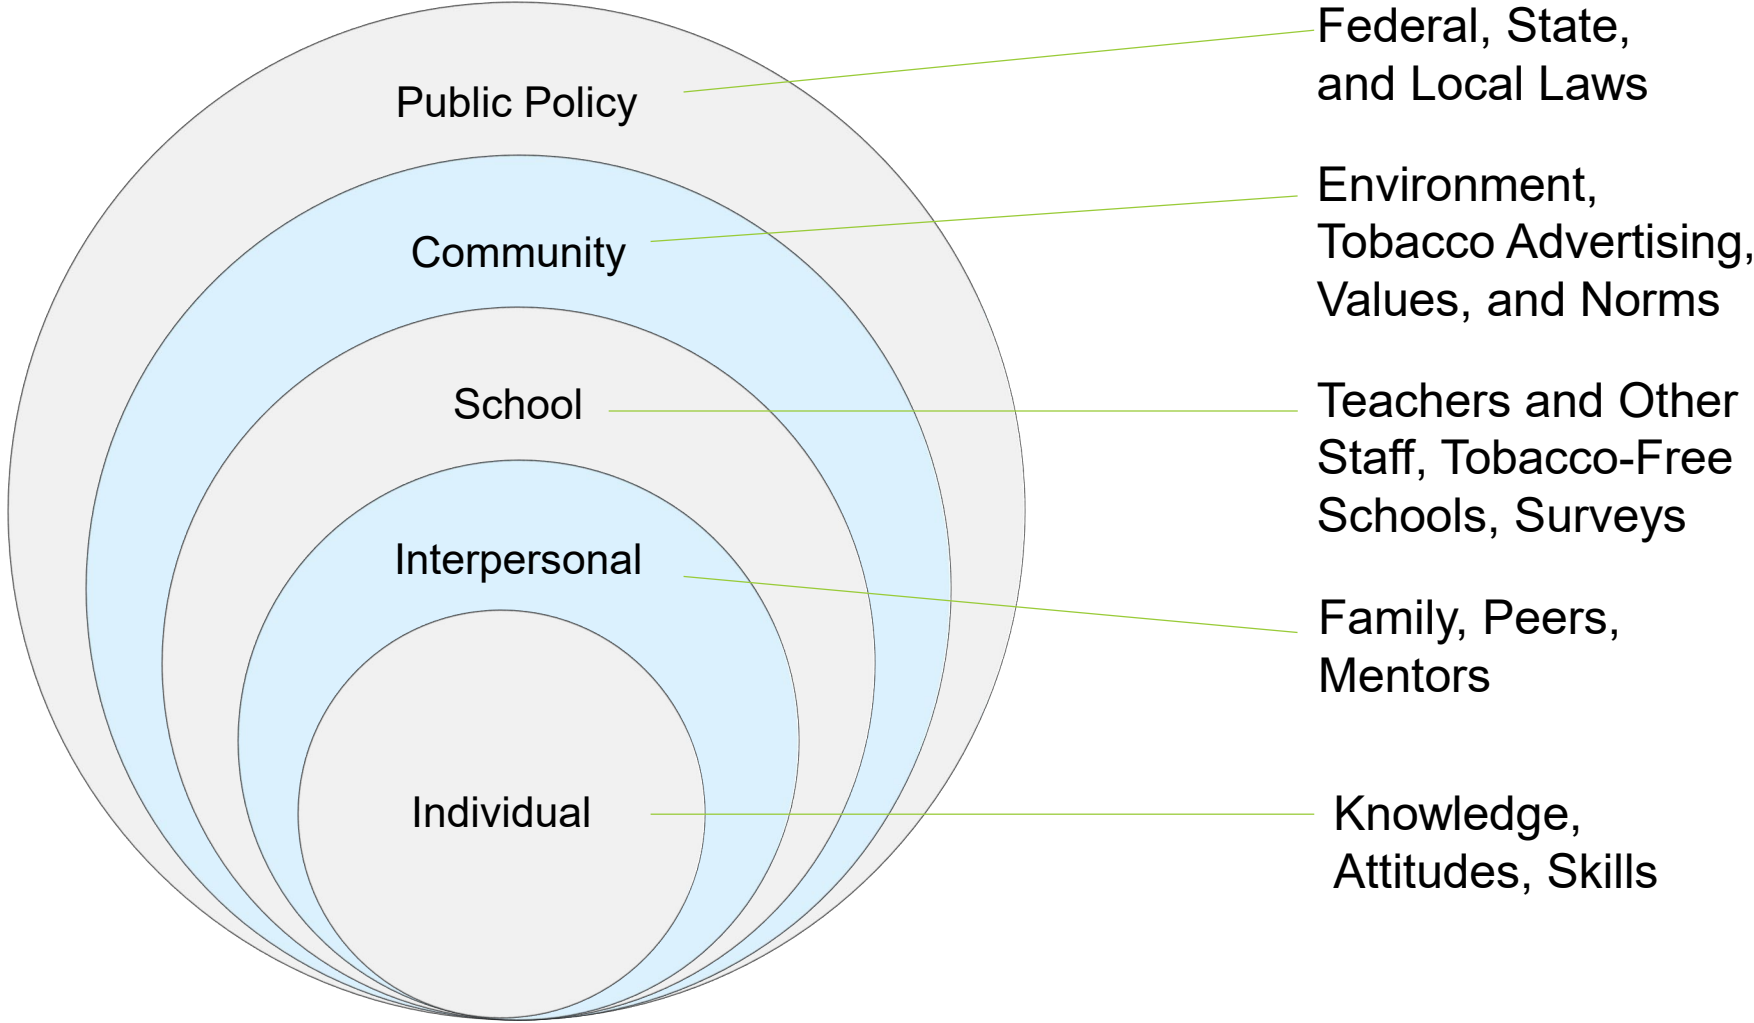 Public Policy
Federal, State,
and Local Laws
Community
Environment,
Tobacco Advertising,
Values, and Norms
School
Teachers and Other
Staff, Tobacco-Free
Schools, Surveys
Interpersonal
Family, Peers,
Mentors
Individual
Knowledge,
Attitudes, Skills